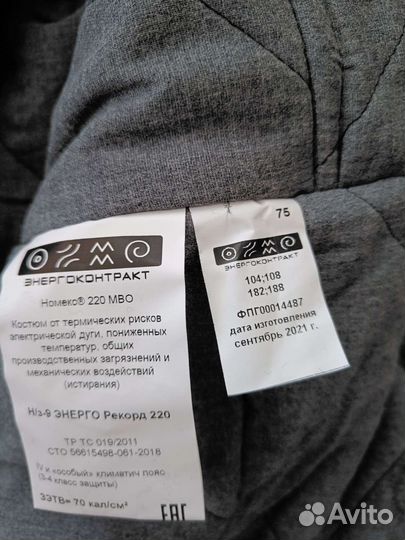 ЭНЕРГОКОНТРАКТ
Номекс® 220 МВО
Костюм от термических рисков
электрической дуги, пониженных
температур, общих
производственных загрязнений и
механических воздействий
(истирания)
Н/з-9 ЭНЕРГО Рекорд 220
ТР ТС 019/2011
СТО 56615498-061-2018
IV и «особый» климатич пояс
(3-4 класс защиты)
ЗЭТВ= 70 кал/см²
ЕАС
75
ЭНЕРГОКОНТРАКТ
104;108
182;188
ФПГ00014487
дата изготовления
сентябрь 2021 г.
Avito